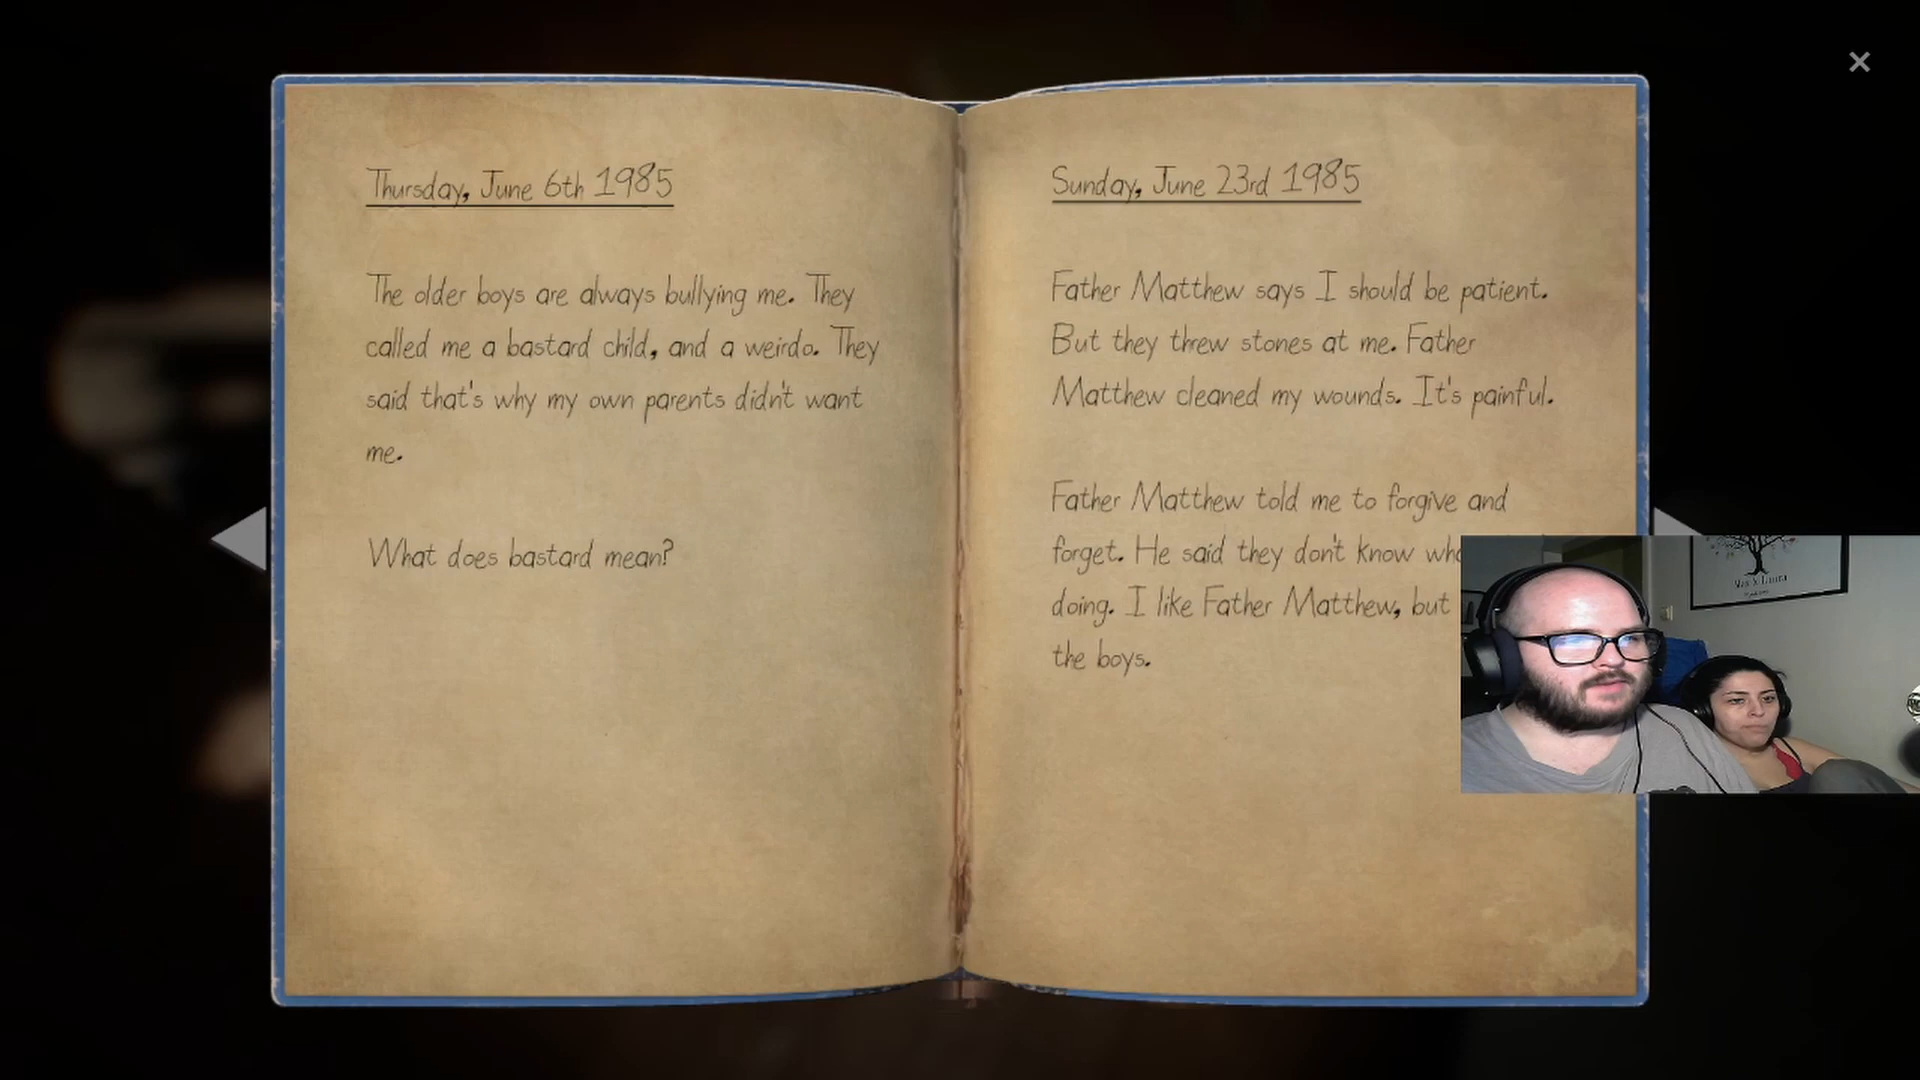 Thursday, June 6th 1985
The older boys are always bullying me. They
called me a bastard child, and a weirdo. They
said that's why my own parents didn't want
me.
What does bastard mean?
Sunday, June 23rd 1985
Father Matthew says I should be patient.
But they threw stones at me. Father
Matthew cleaned my wounds. It's painful.
Father Matthew told me to forgive and
forget. He said they don't know
doing. I like Father Matthew, but
the boys.